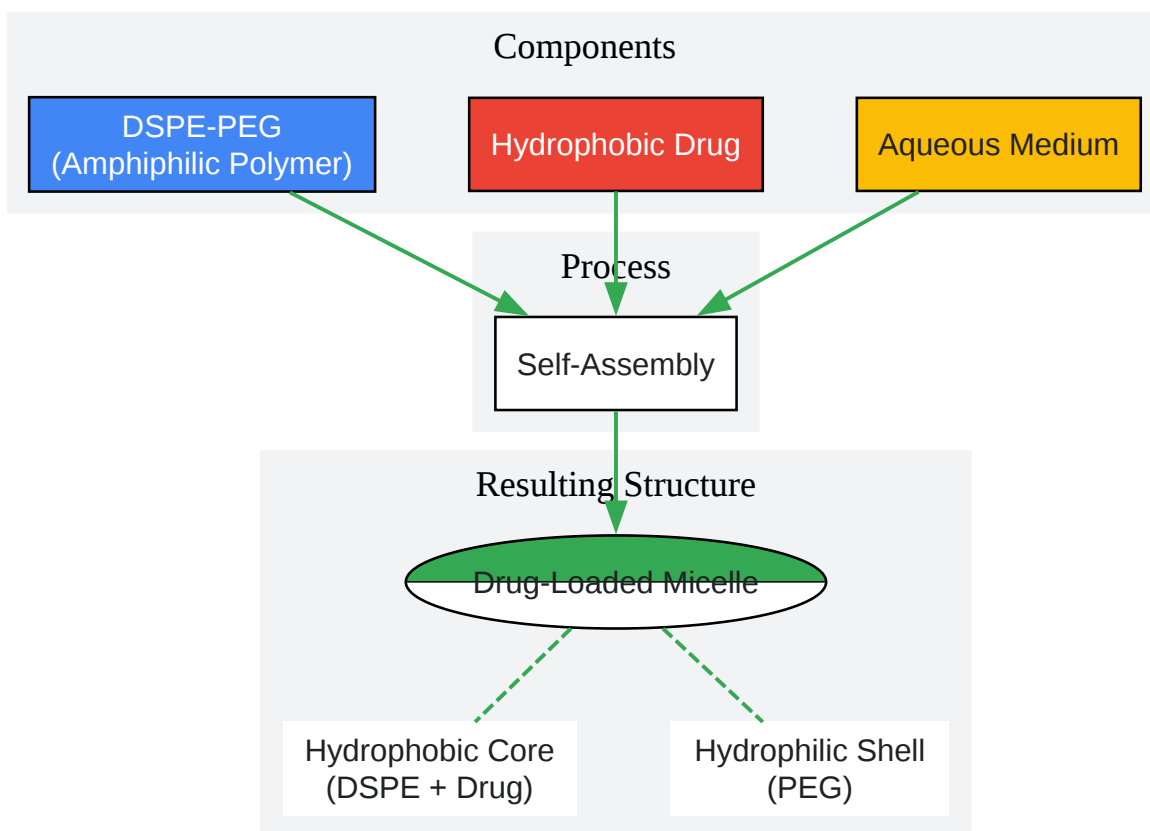 Components
DSPE-PEG
(Amphiphilic Polymer)
Hydrophobic Drug
Aqueous Medium
Process
Self-Assembly
Resulting Structure
Drug-Loaded Micelle
Hydrophobic Core
(DSPE + Drug)
Hydrophilic Shell
(PEG)